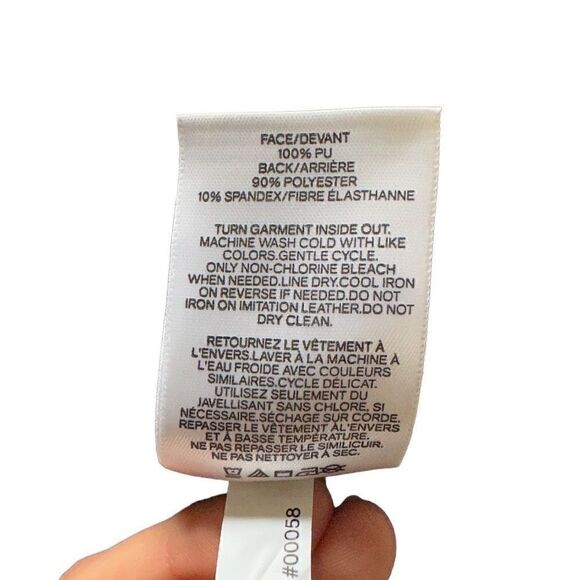 FACE/DEVANT
100% PU
BACK/ARRIÈRE
90% POLYESTER
10% SPANDEX/FIBRE ÉLASTHANNE
TURN GARMENT INSIDE OUT.
MACHINE WASH COLD WITH LIKE
COLORS.GENTLE CYCLE.
ONLY NON-CHLORINE BLEACH
WHEN NEEDED.LINE DRY.COOL IRON
ON REVERSE IF NEEDED.DO NOT
IRON ON IMITATION LEATHER.DO NOT
DRY CLEAN.
RETOURNEZ LE VÊTEMENT À
L'ENVERS.LAVER À LA MACHINE À
L'EAU FROIDE AVEC COULEURS
SIMILAIRES.CYCLE DÉLICAT.
UTILISEZ SEULEMENT DU
JAVELLISANT SANS CHLORE, SI
NÉCESSAIRE.SÉCHAGE SUR CORDE.
REPASSER LE VÊTEMENT À L'ENVERS
ET À BASSE TEMPÉRATURE.
NE PAS REPASSER LE SIMILICUIR.
NE PAS NETTOYER À SEC.
#00058